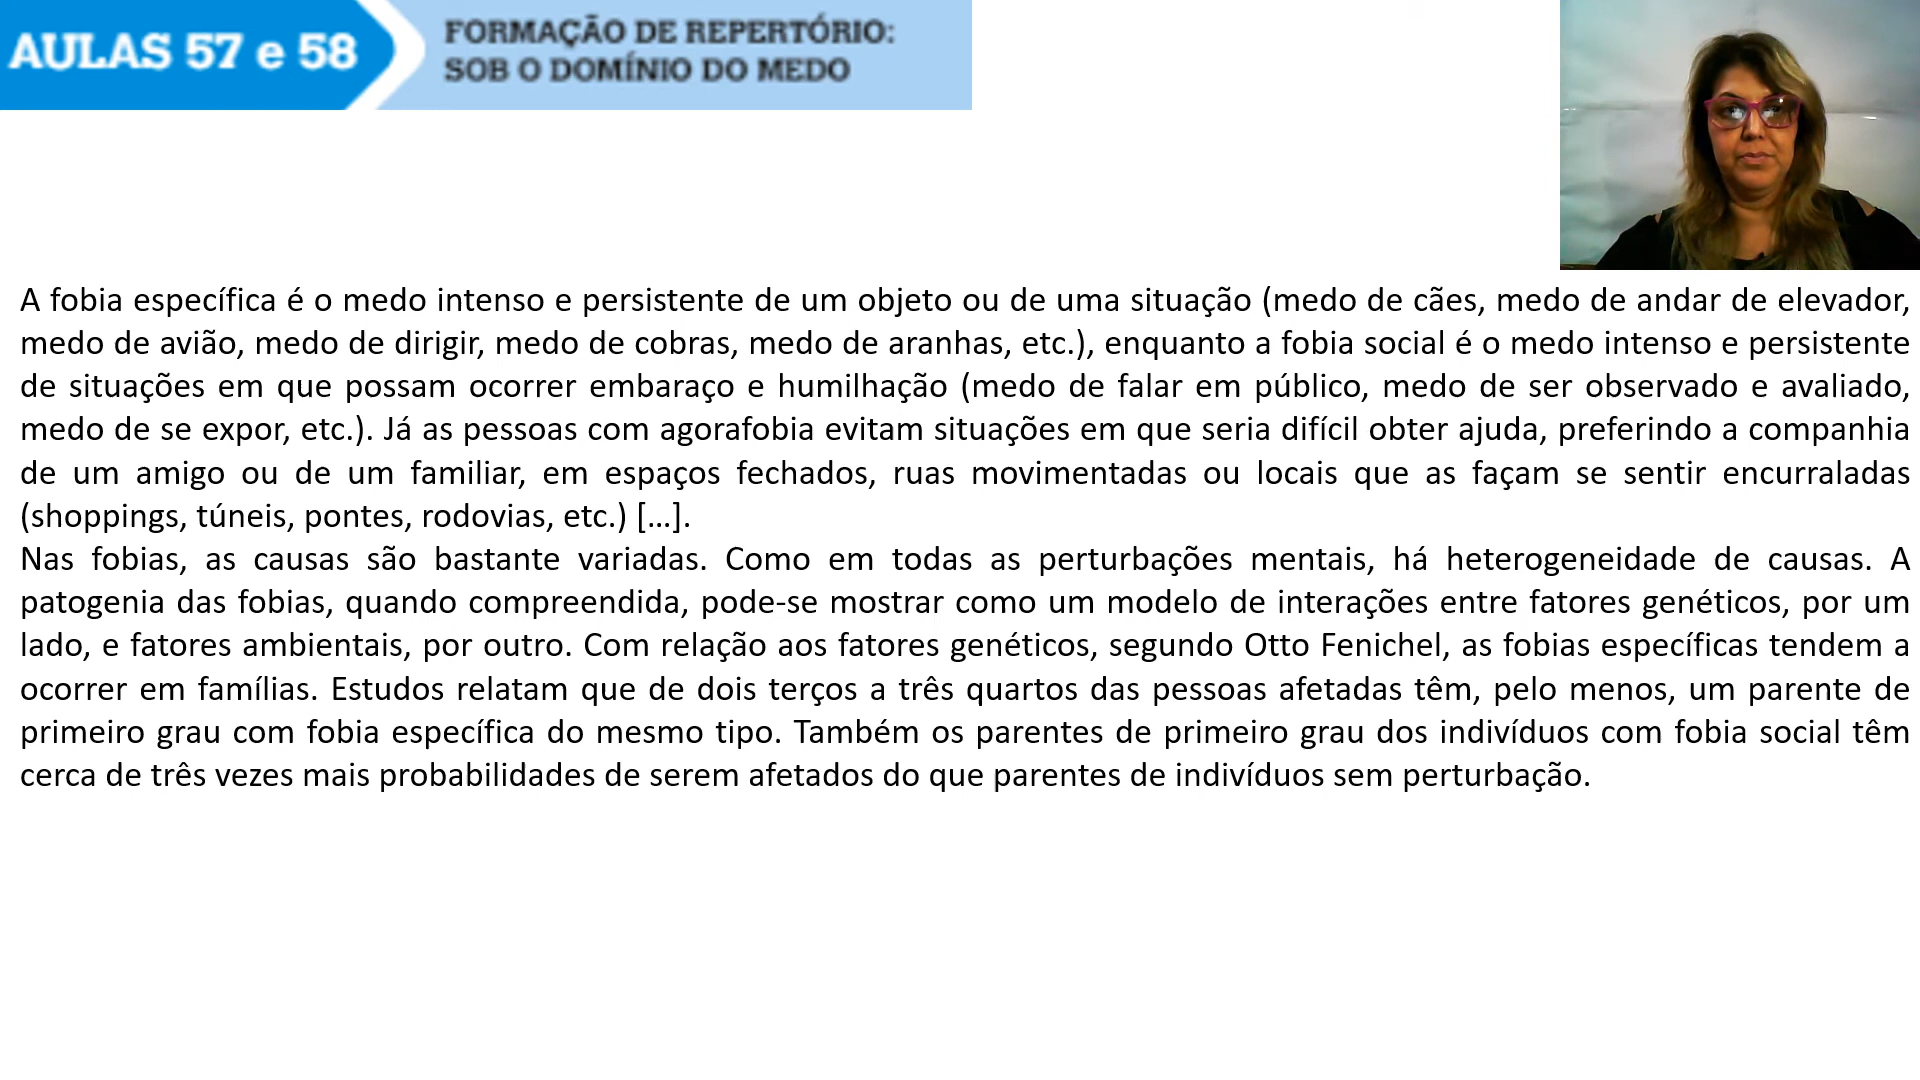 AULAS 57 e 58
FORMAÇÃO DE REPERTÓRIO:
SOB O DOMÍNIO DO MEDO
A fobia específica é o medo intenso e persistente de um objeto ou de uma situação (medo de cães, medo de andar de elevador,
medo de avião, medo de dirigir, medo de cobras, medo de aranhas, etc.), enquanto a fobia social é o medo intenso e persistente
de situações em que possam ocorrer embaraço e humilhação (medo de falar em público, medo de ser observado e avaliado,
medo de se expor, etc.). Já as pessoas com agorafobia evitam situações em que seria difícil obter ajuda, preferindo a companhia
de um amigo ou de um familiar, em espaços fechados, ruas movimentadas ou locais que as façam se sentir encurraladas
(shoppings, túneis, pontes, rodovias, etc.) [...].
Nas fobias, as causas são bastante variadas. Como em todas as perturbações mentais, há heterogeneidade de causas. A
patogenia das fobias, quando compreendida, pode-se mostrar como um modelo de interações entre fatores genéticos, por um
lado, e fatores ambientais, por outro. Com relação aos fatores genéticos, segundo Otto Fenichel, as fobias específicas tendem a
ocorrer em famílias. Estudos relatam que de dois terços a três quartos das pessoas afetadas têm, pelo menos, um parente de
primeiro grau com fobia específica do mesmo tipo. Também os parentes de primeiro grau dos indivíduos com fobia social têm
cerca de três vezes mais probabilidades de serem afetados do que parentes de indivíduos sem perturbação.